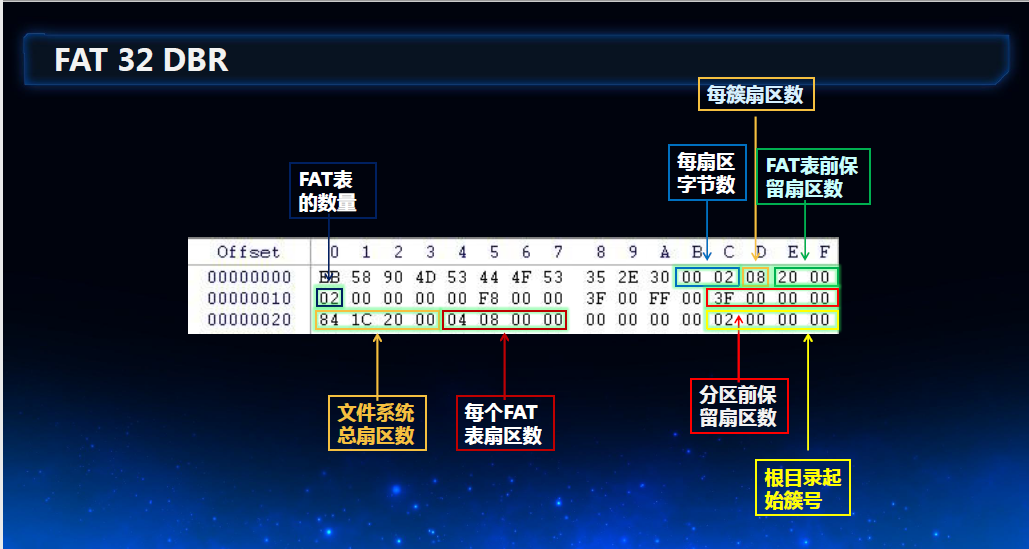 FAT 32 DBR
每簇扇区数
每扇区
字节数
FAT表前保
留扇区数
FAT表
的数量
Offset 0 1 2 3 4 5 6 7 8 9 A B C D E F
00000000 EB 58 90 4D 53 44 4F 53 35 2E 30 00 02 08 20 00
00000010 02 00 00 00 00 F8 00 00 3F 00 FF 00 3F 00 00 00
00000020 84 1C 20 00 04 08 00 00 00 00 00 00 02 00 00 00
文件系统
总扇区数
每个FAT
表扇区数
分区前保
留扇区数
根目录起
始簇号